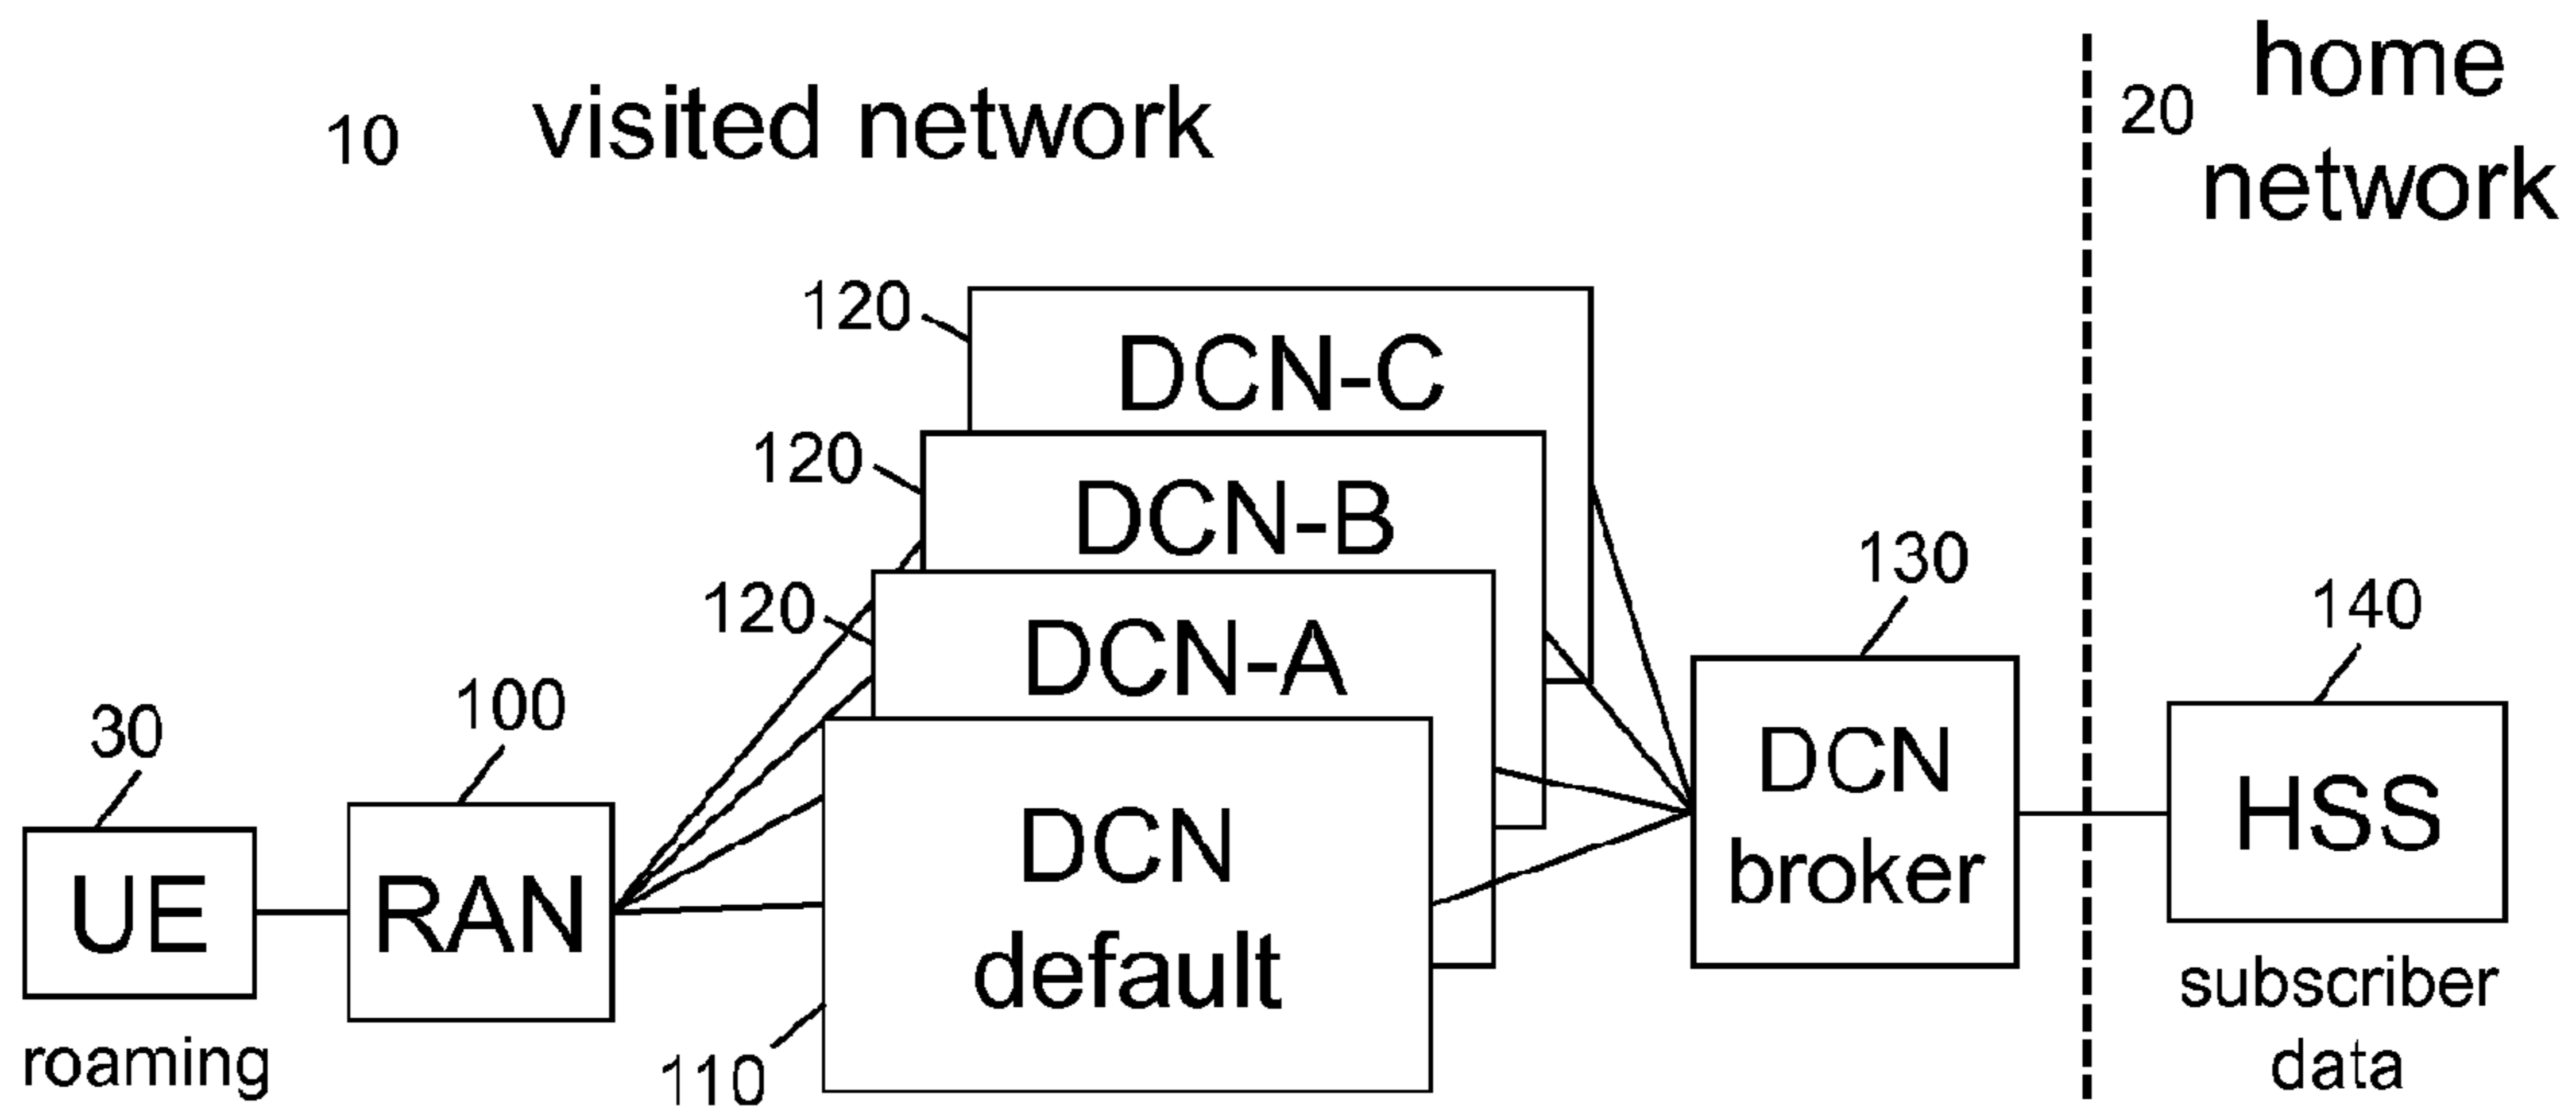 10 visited network
20 home
network
120
DCN-C
120
DCN-B
120
DCN-A
130
DCN
broker
140
HSS
subscriber
data
30
UE
roaming
100
RAN
DCN
default
110